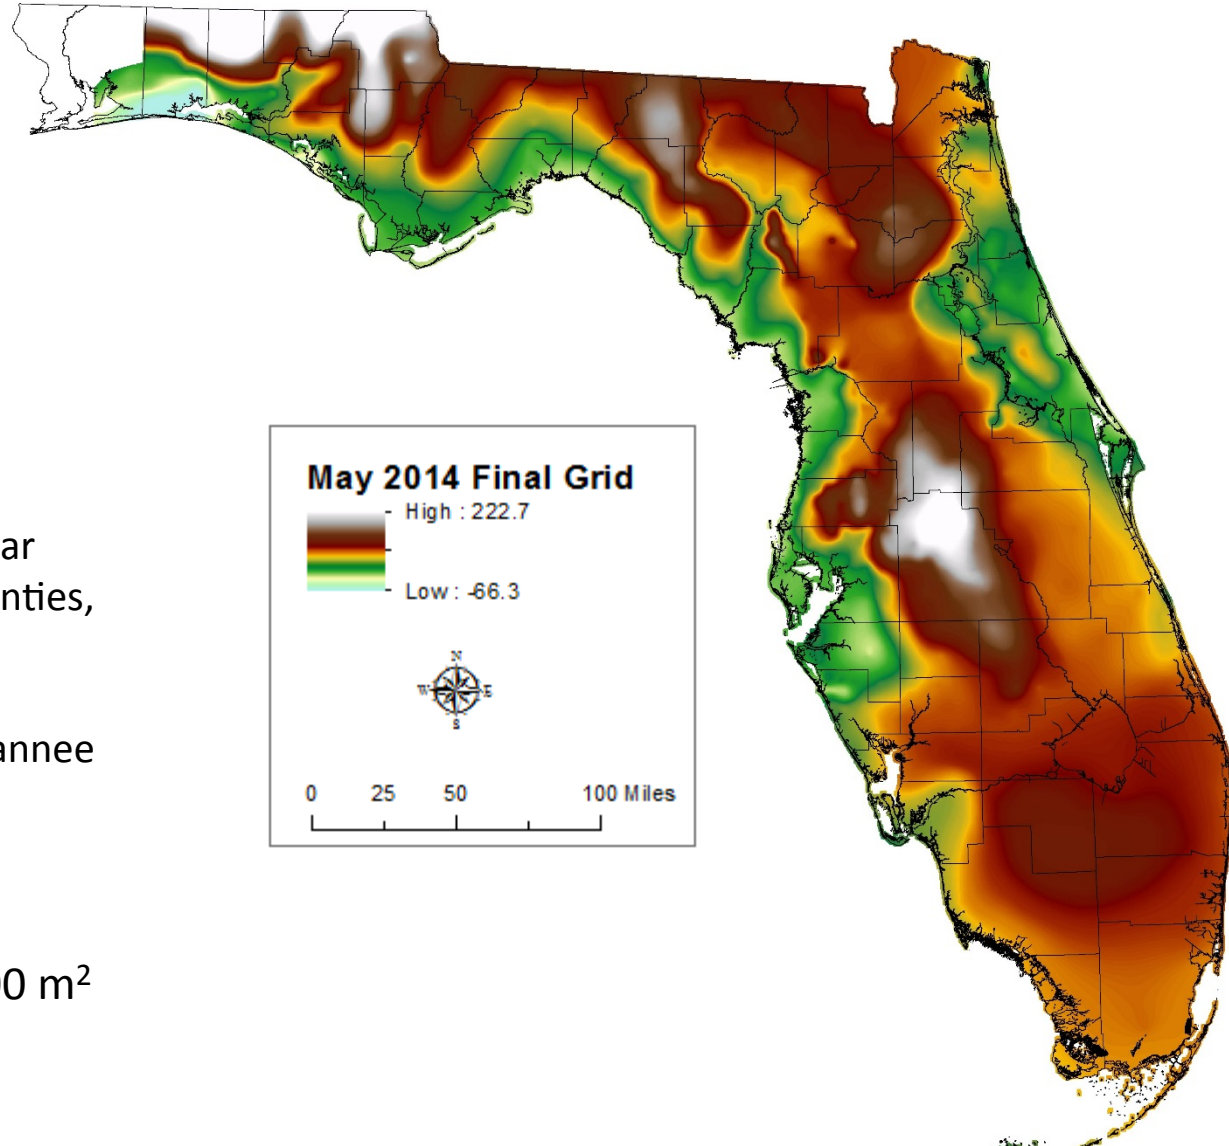 May 2014 Final Grid
High : 222.7
ar
nties,
Low : -66.3
N
W E
S
annee
0 25 50 100 Miles
00 m²